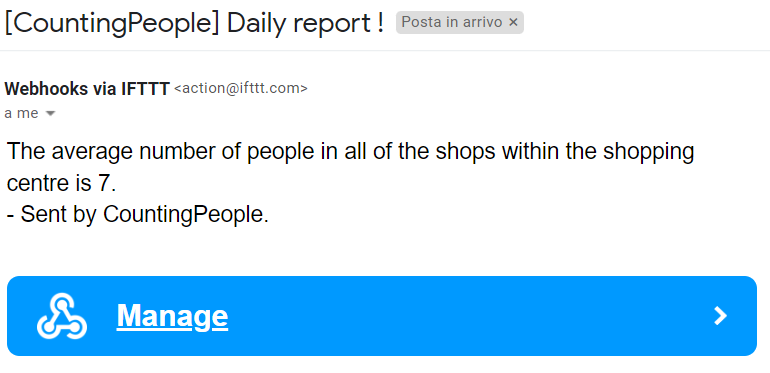 [CountingPeople] Daily report ! Posta in arrivo ×
Webhooks via IFTTT <action@ifttt.com>
a me
The average number of people in all of the shops within the shopping
centre is 7.
- Sent by CountingPeople.
Manage